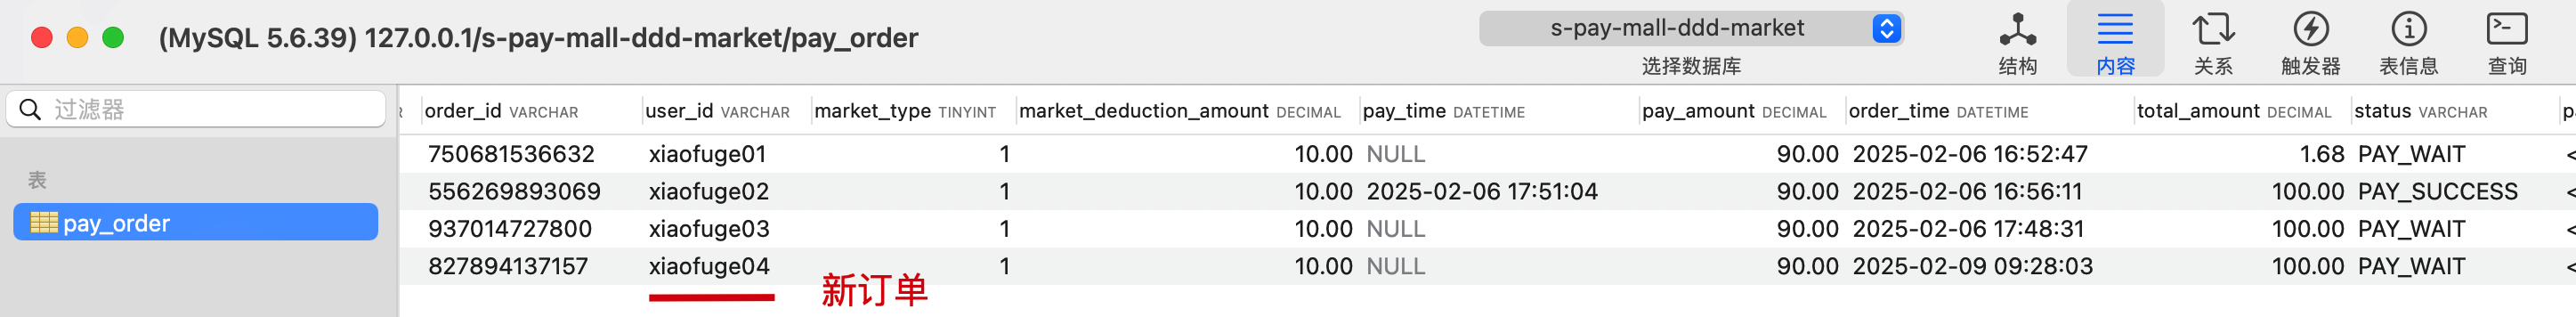 (MySQL 5.6.39) 127.0.0.1/s-pay-mall-ddd-market/pay_order
s-pay-mall-ddd-market
选择数据库
结构 内容 关系 触发器 表信息 查询
过滤器
表
pay_order
order_id VARCHAR user_id VARCHAR market_type TINYINT market_deduction_amount DECIMAL pay_time DATETIME pay_amount DECIMAL order_time DATETIME total_amount DECIMAL status VARCHAR
750681536632 xiaofuge01 1 10.00 NULL 90.00 2025-02-06 16:52:47 1.68 PAY_WAIT <
556269893069 xiaofuge02 1 10.00 2025-02-06 17:51:04 90.00 2025-02-06 16:56:11 100.00 PAY_SUCCESS <
937014727800 xiaofuge03 1 10.00 NULL 90.00 2025-02-06 17:48:31 100.00 PAY_WAIT <
827894137157 xiaofuge04 1 10.00 NULL 90.00 2025-02-09 09:28:03 100.00 PAY_WAIT <
新订单